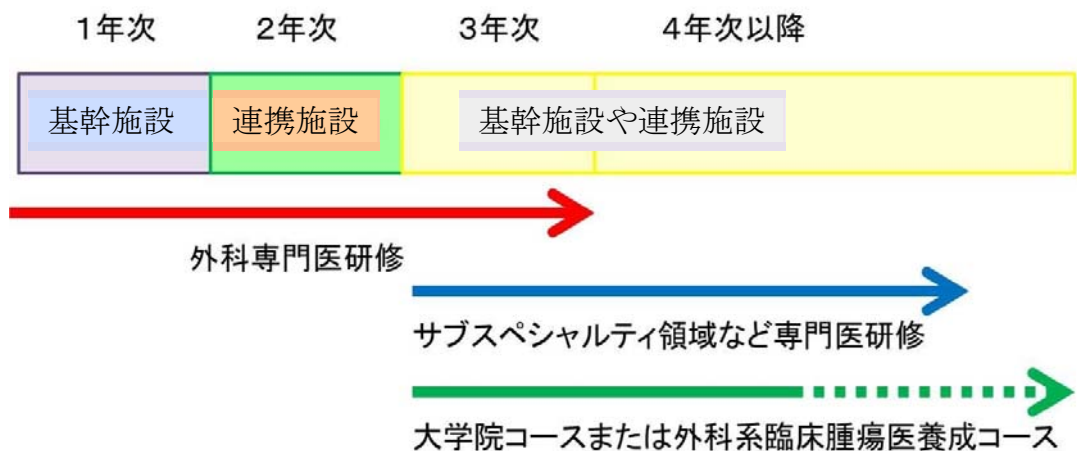 1年次 2年次 3年次 4年次以降
基幹施設 連携施設 基幹施設や連携施設
外科専門医研修
サブスペシャルティ領域など専門医研修
大学院コースまたは外科系臨床腫瘍医養成コース